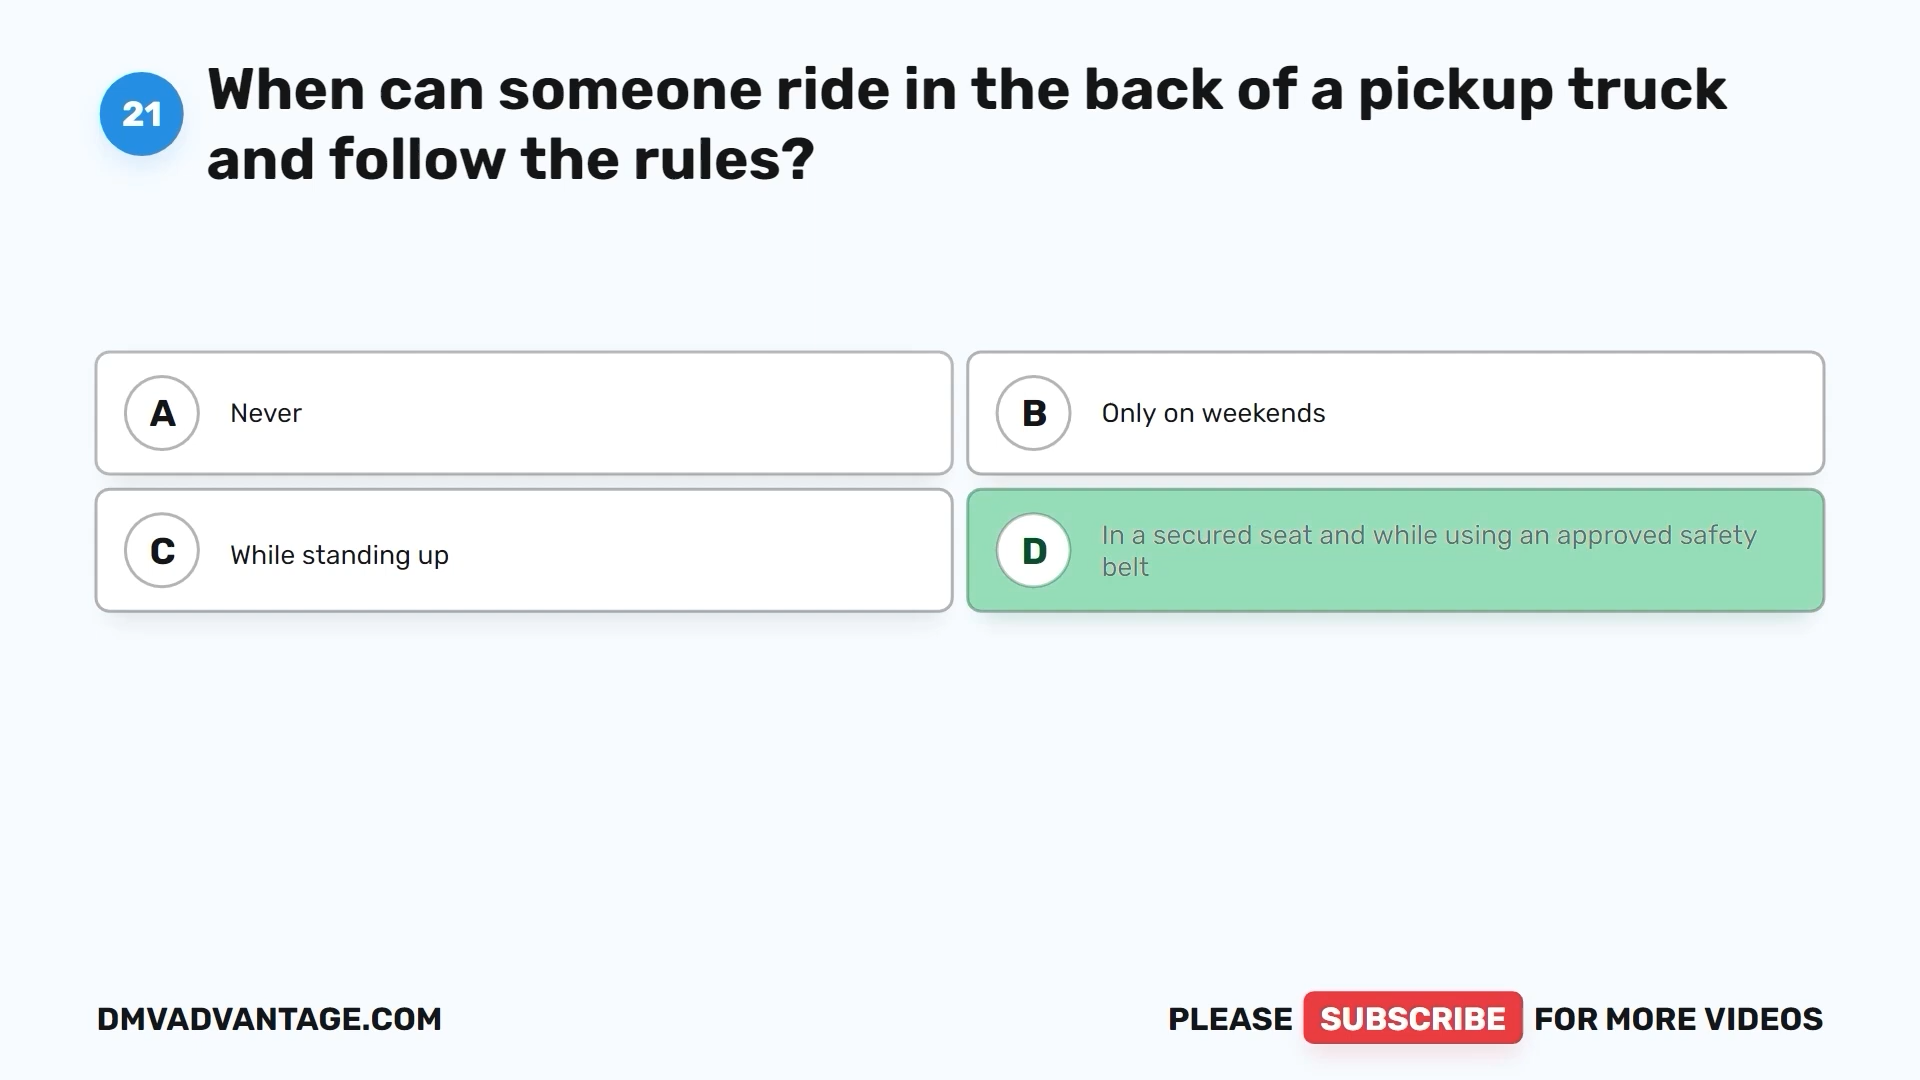 21
When can someone ride in the back of a pickup truck
and follow the rules?
A
Never
B
Only on weekends
C
While standing up
D
In a secured seat and while using an approved safety
belt
DMVADVANTAGE.COM
PLEASE SUBSCRIBE FOR MORE VIDEOS